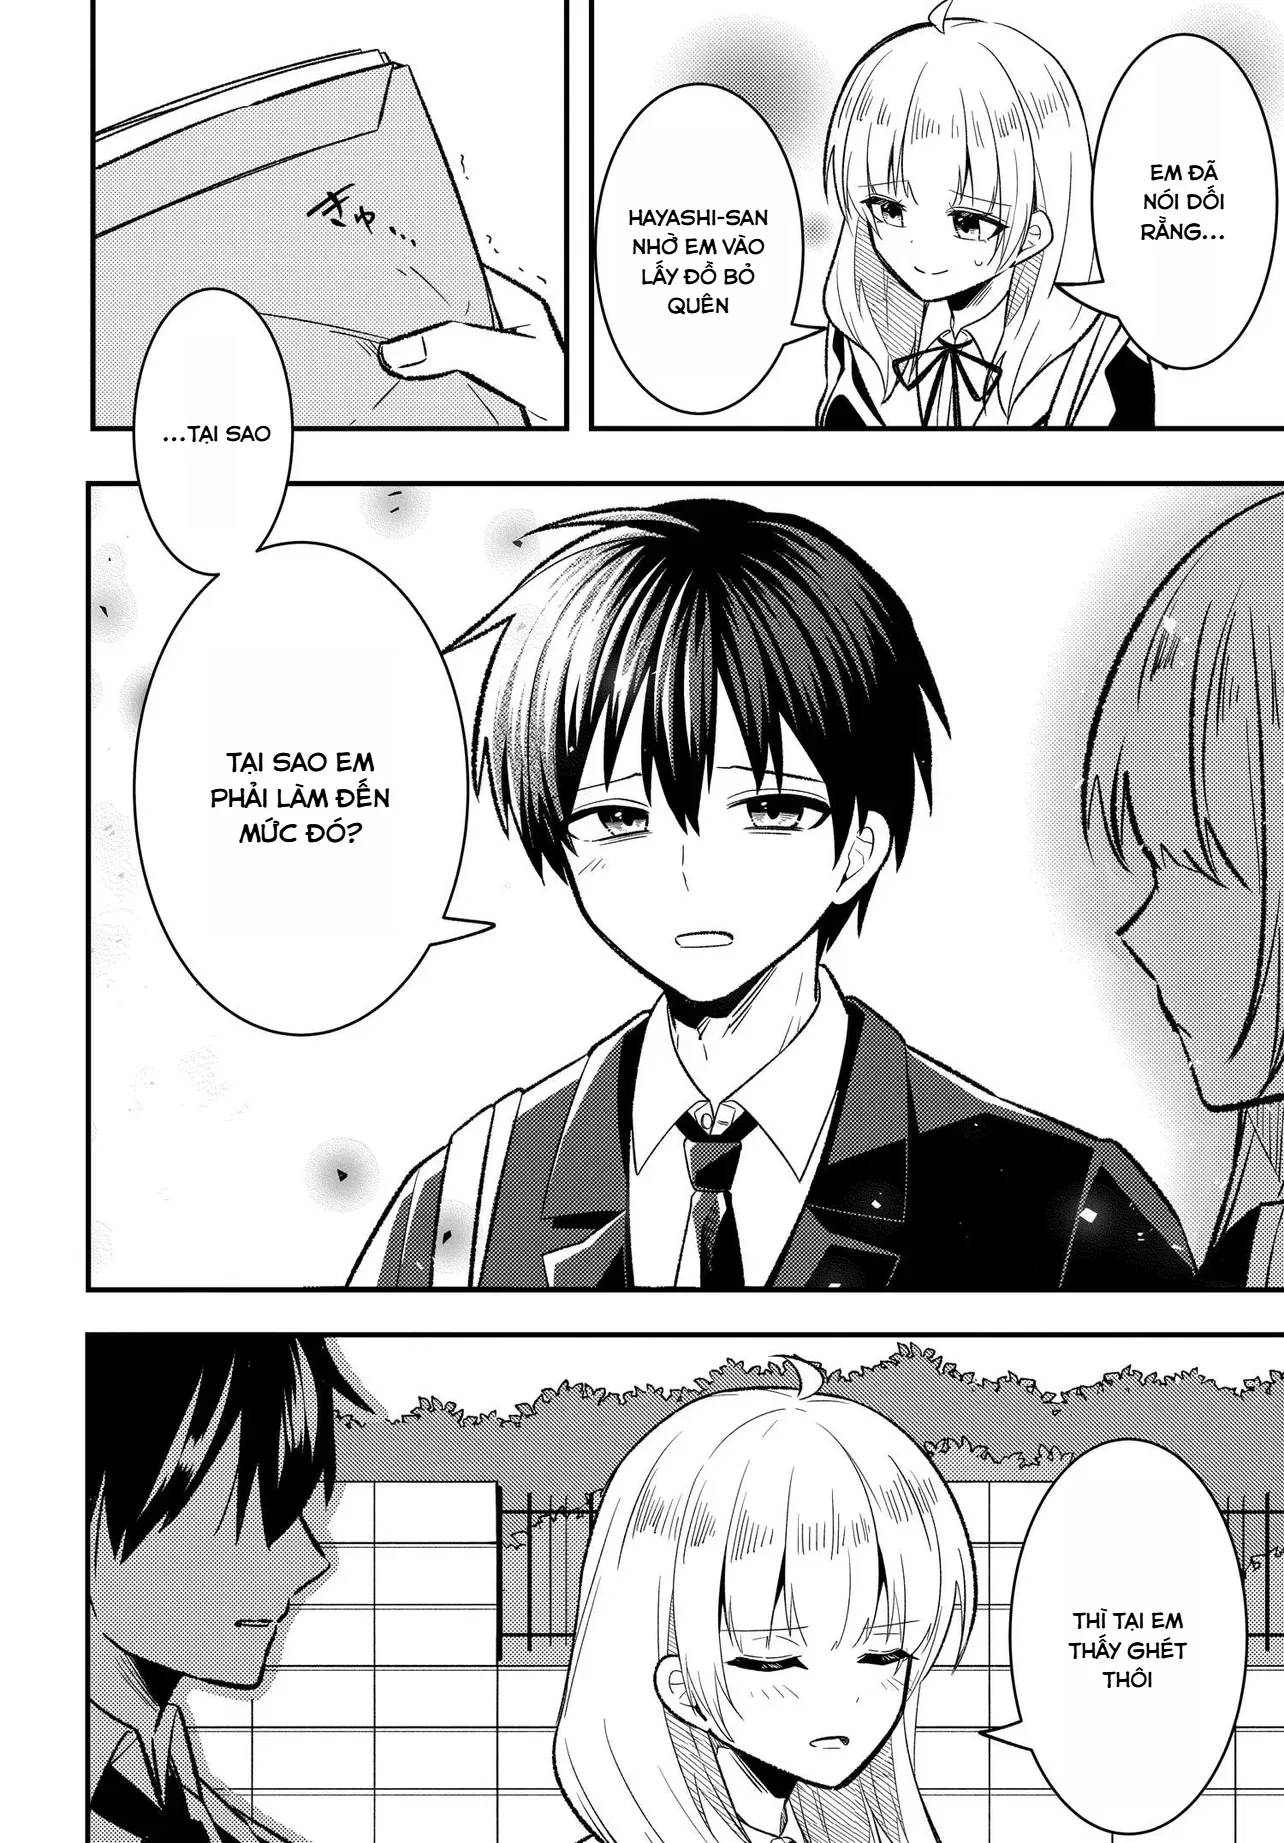 EM ĐÃ
NÓI DỐI
RẰNG...
HAYASHI-SAN
NHỜ EM VÀO
LẤY ĐỒ BỎ
QUÊN
きゅ...
...TẠI SAO
TẠI SAO EM
PHẢI LÀM ĐẾN
MỨC ĐÓ?
THÌ TẠI EM
THẤY GHÉT
THÔI